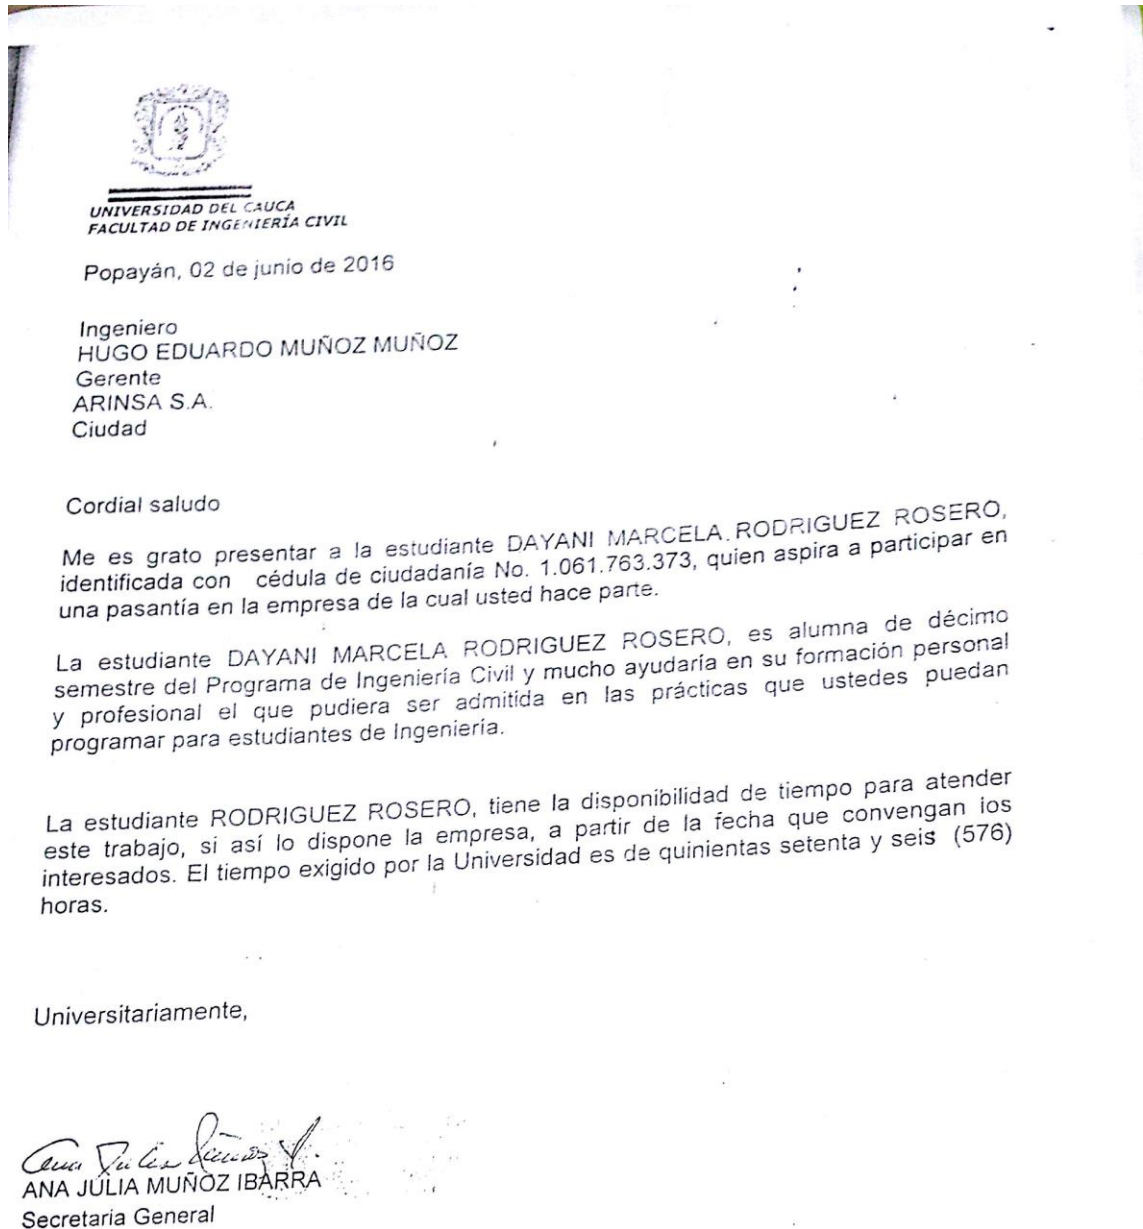 UNIVERSIDAD DEL CAUCA
FACULTAD DE INGENIERÍA CIVIL
Popayán, 02 de junio de 2016
Ingeniero
HUGO EDUARDO MUÑOZ MUÑOZ
Gerente
ARINSA S.A.
Ciudad
Cordial saludo
Me es grato presentar a la estudiante DAYANI MARCELA RODRIGUEZ ROSERO,
identificada con cédula de ciudadanía No. 1.061.763.373, quien aspira a participar en
una pasantía en la empresa de la cual usted hace parte.
La estudiante DAYANI MARCELA RODRIGUEZ ROSERO, es alumna de décimo
semestre del Programa de Ingeniería Civil y mucho ayudaría en su formación personal
y profesional el que pudiera ser admitida en las prácticas que ustedes puedan
programar para estudiantes de Ingeniería.
La estudiante RODRIGUEZ ROSERO, tiene la disponibilidad de tiempo para atender
este trabajo, si así lo dispone la empresa, a partir de la fecha que convengan los
interesados. El tiempo exigido por la Universidad es de quinientas setenta y seis (576)
horas.
Universitariamente,
Ana Julia Muñoz I.
ANA JULIA MUÑOZ IBARRA
Secretaria General